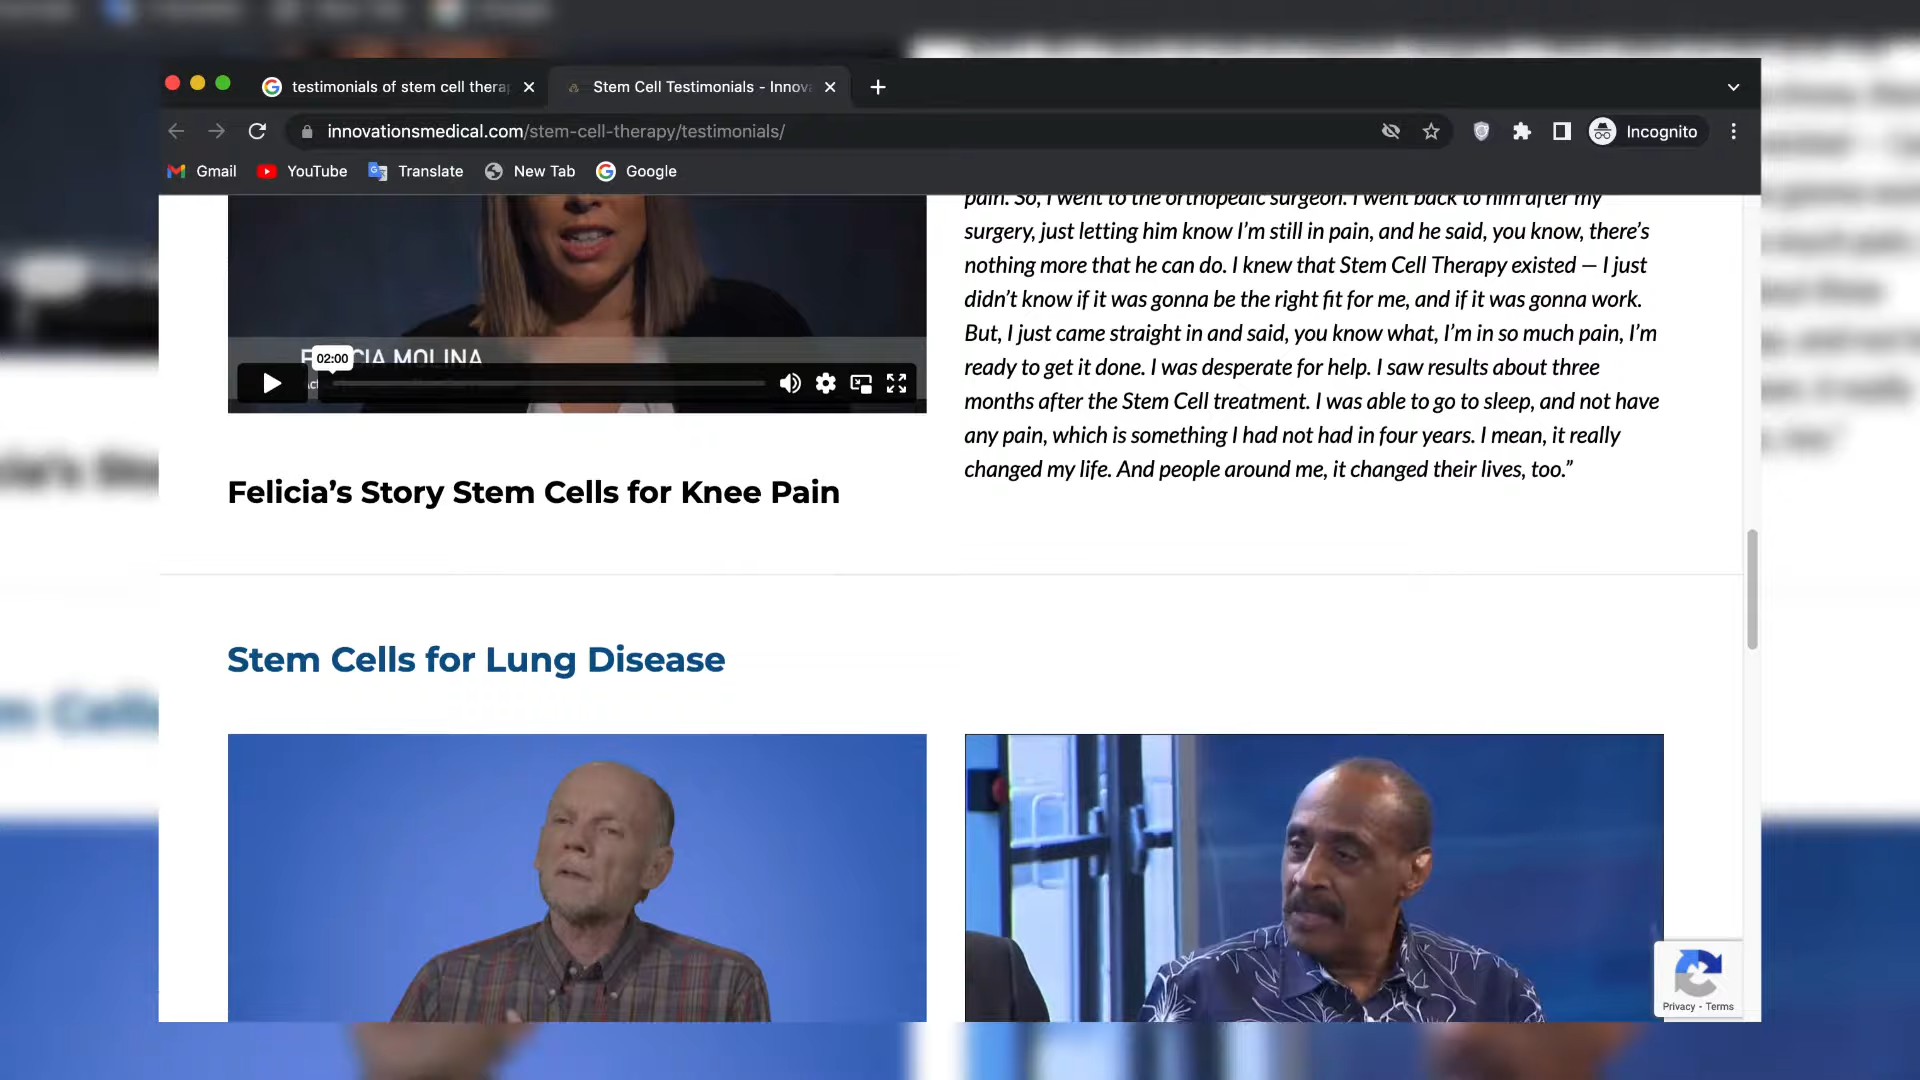 testimonials of stem cell thera
Stem Cell Testimonials - Innov
innovationsmedical.com/stem-cell-therapy/testimonials/
Incognito
Gmail
YouTube
Translate
New Tab
Google
pain. So, I went to the orthopedic surgeon. I went back to him after my
surgery, just letting him know I’m still in pain, and he said, you know, there’s
nothing more that he can do. I knew that Stem Cell Therapy existed — I just
didn’t know if it was gonna be the right fit for me, and if it was gonna work.
But, I just came straight in and said, you know what, I’m in so much pain, I’m
ready to get it done. I was desperate for help. I saw results about three
months after the Stem Cell treatment. I was able to go to sleep, and not have
any pain, which is something I had not had in four years. I mean, it really
changed my life. And people around me, it changed their lives, too.”
MOLINA
02:00
Felicia’s Story Stem Cells for Knee Pain
Stem Cells for Lung Disease
Privacy - Terms